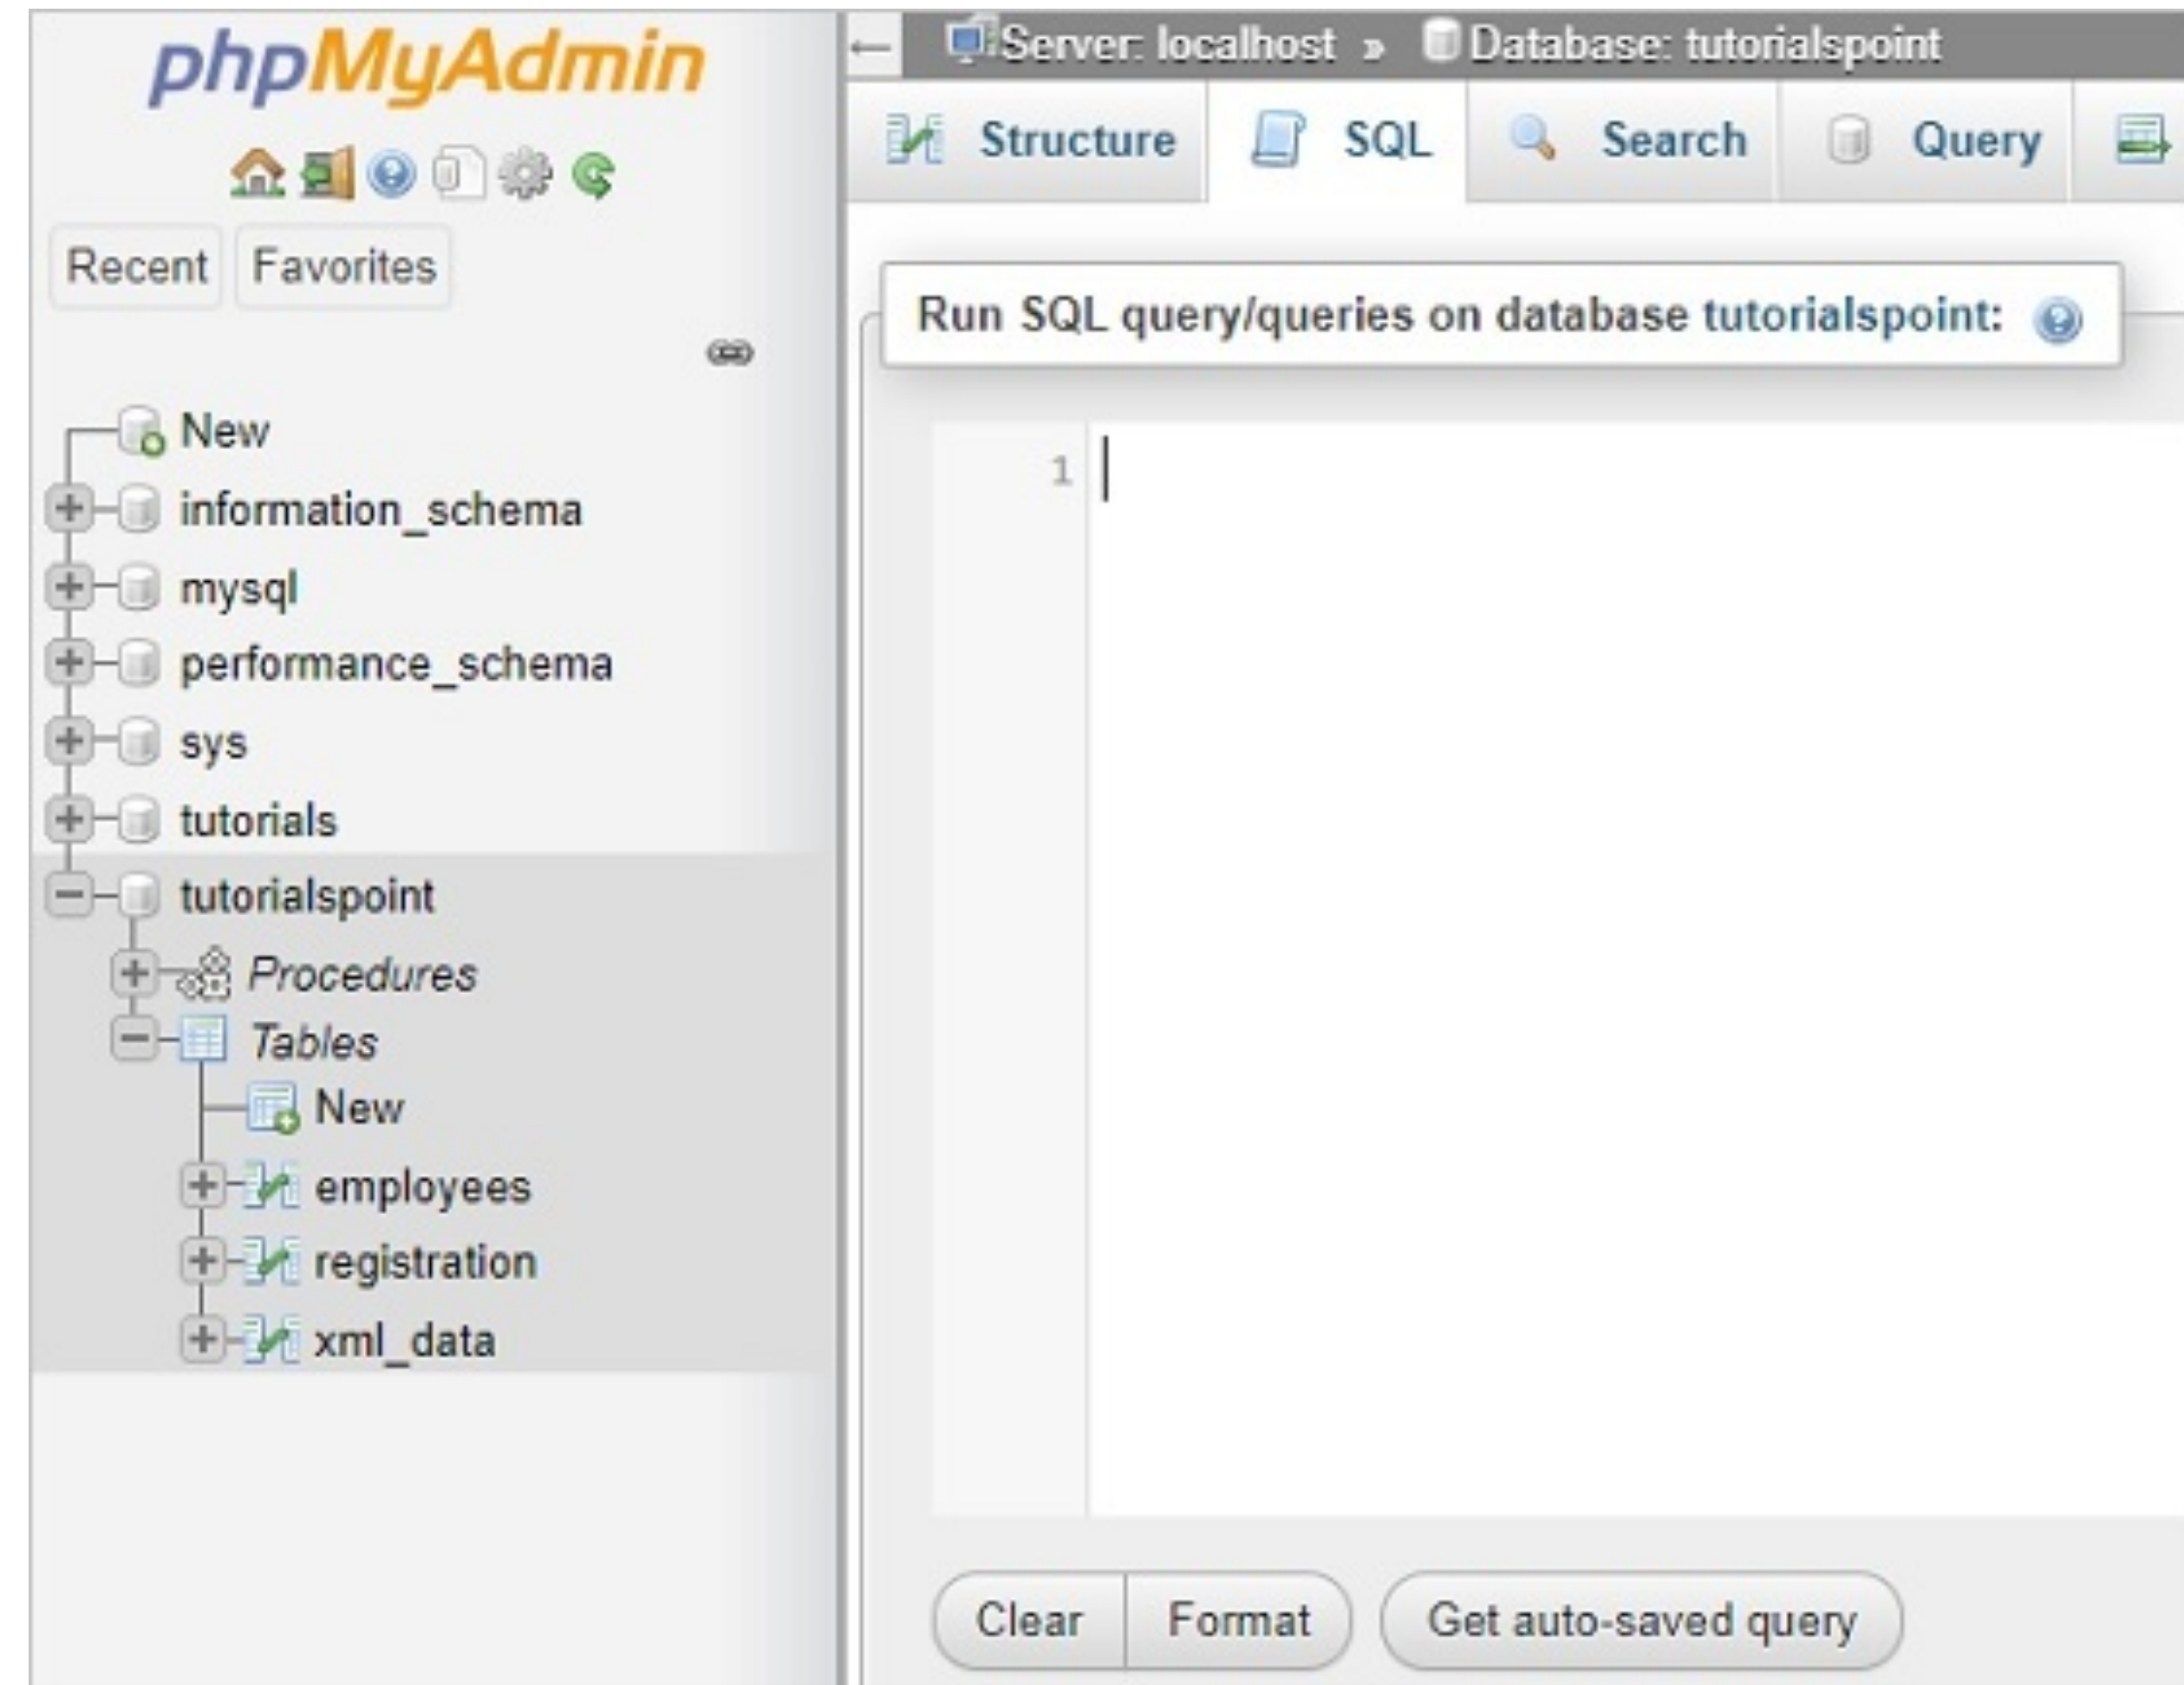 phpMyAdmin
Recent Favorites
New
information_schema
mysql
performance_schema
sys
tutorials
tutorialspoint
Procedures
Tables
New
employees
registration
xml_data
Server: localhost » Database: tutorialspoint
Structure SQL Search Query
Run SQL query/queries on database tutorialspoint:
1
Clear Format Get auto-saved query